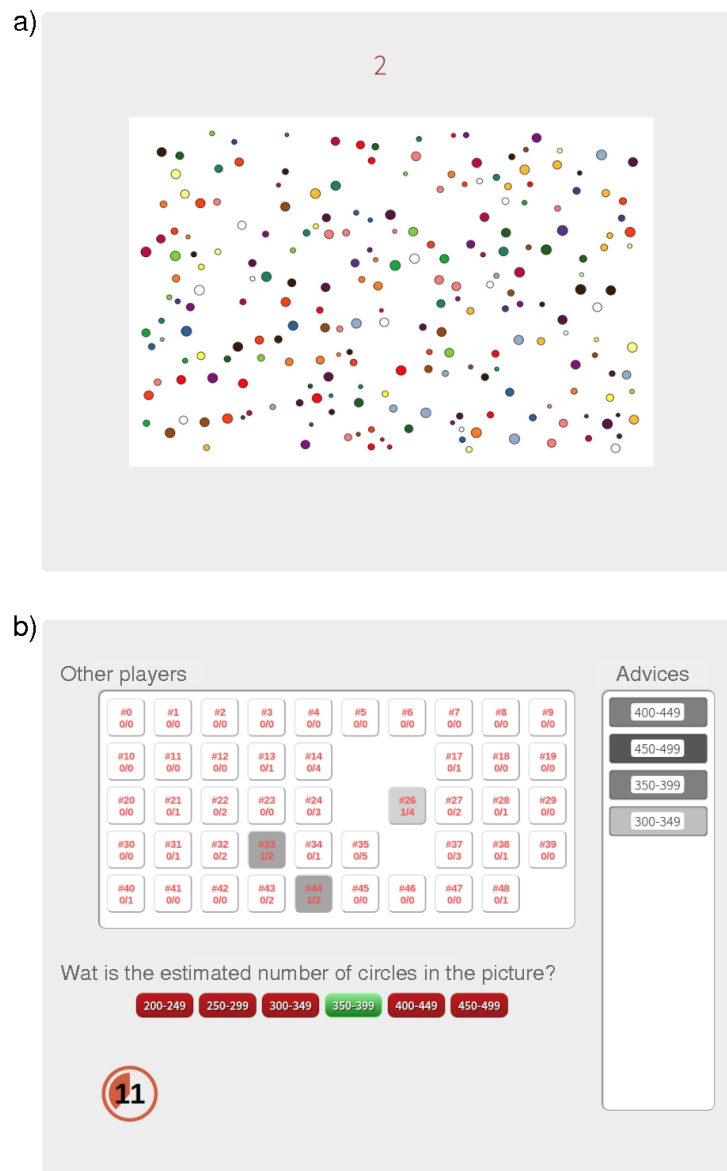 a)
2
b)
Other players
Advices
#0 #1 #2 #3 #4 #5 #6 #7 #8 #9
0/0 0/0 0/0 0/0 0/0 0/0 0/0 0/0 0/0 0/0
#10 #11 #12 #13 #14 #17 #18 #19
0/0 0/0 0/0 0/1 0/4 0/1 0/0 0/0
#20 #21 #22 #23 #24 #26 #27 #28 #29
0/0 0/1 0/2 0/0 0/3 1/4 0/2 0/1 0/0
#30 #31 #32 #33 #34 #35 #37 #38 #39
0/0 0/1 0/2 1/2 0/1 0/5 0/3 0/1 0/0
#40 #41 #42 #43 #44 #45 #46 #47 #48
0/1 0/0 0/0 0/2 1/2 0/0 0/0 0/0 0/1
400-449
450-499
350-399
300-349
Wat is the estimated number of circles in the picture?
200-249 250-299 300-349 350-399 400-449 450-499
11